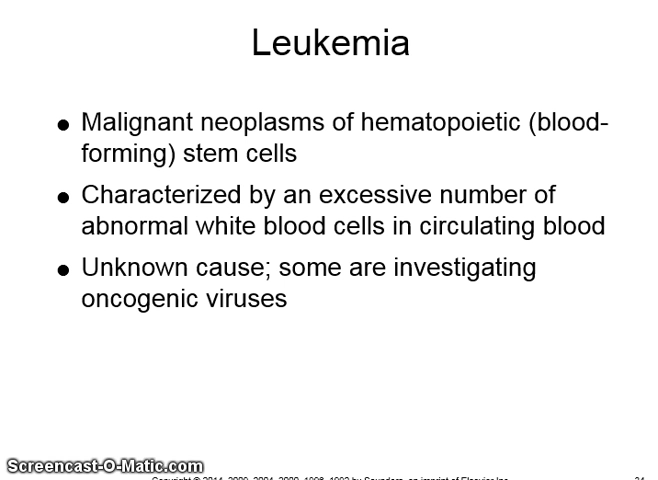 Leukemia
● Malignant neoplasms of hematopoietic (blood-
forming) stem cells
● Characterized by an excessive number of
abnormal white blood cells in circulating blood
● Unknown cause; some are investigating
oncogenic viruses
Screencast-O-Matic.com